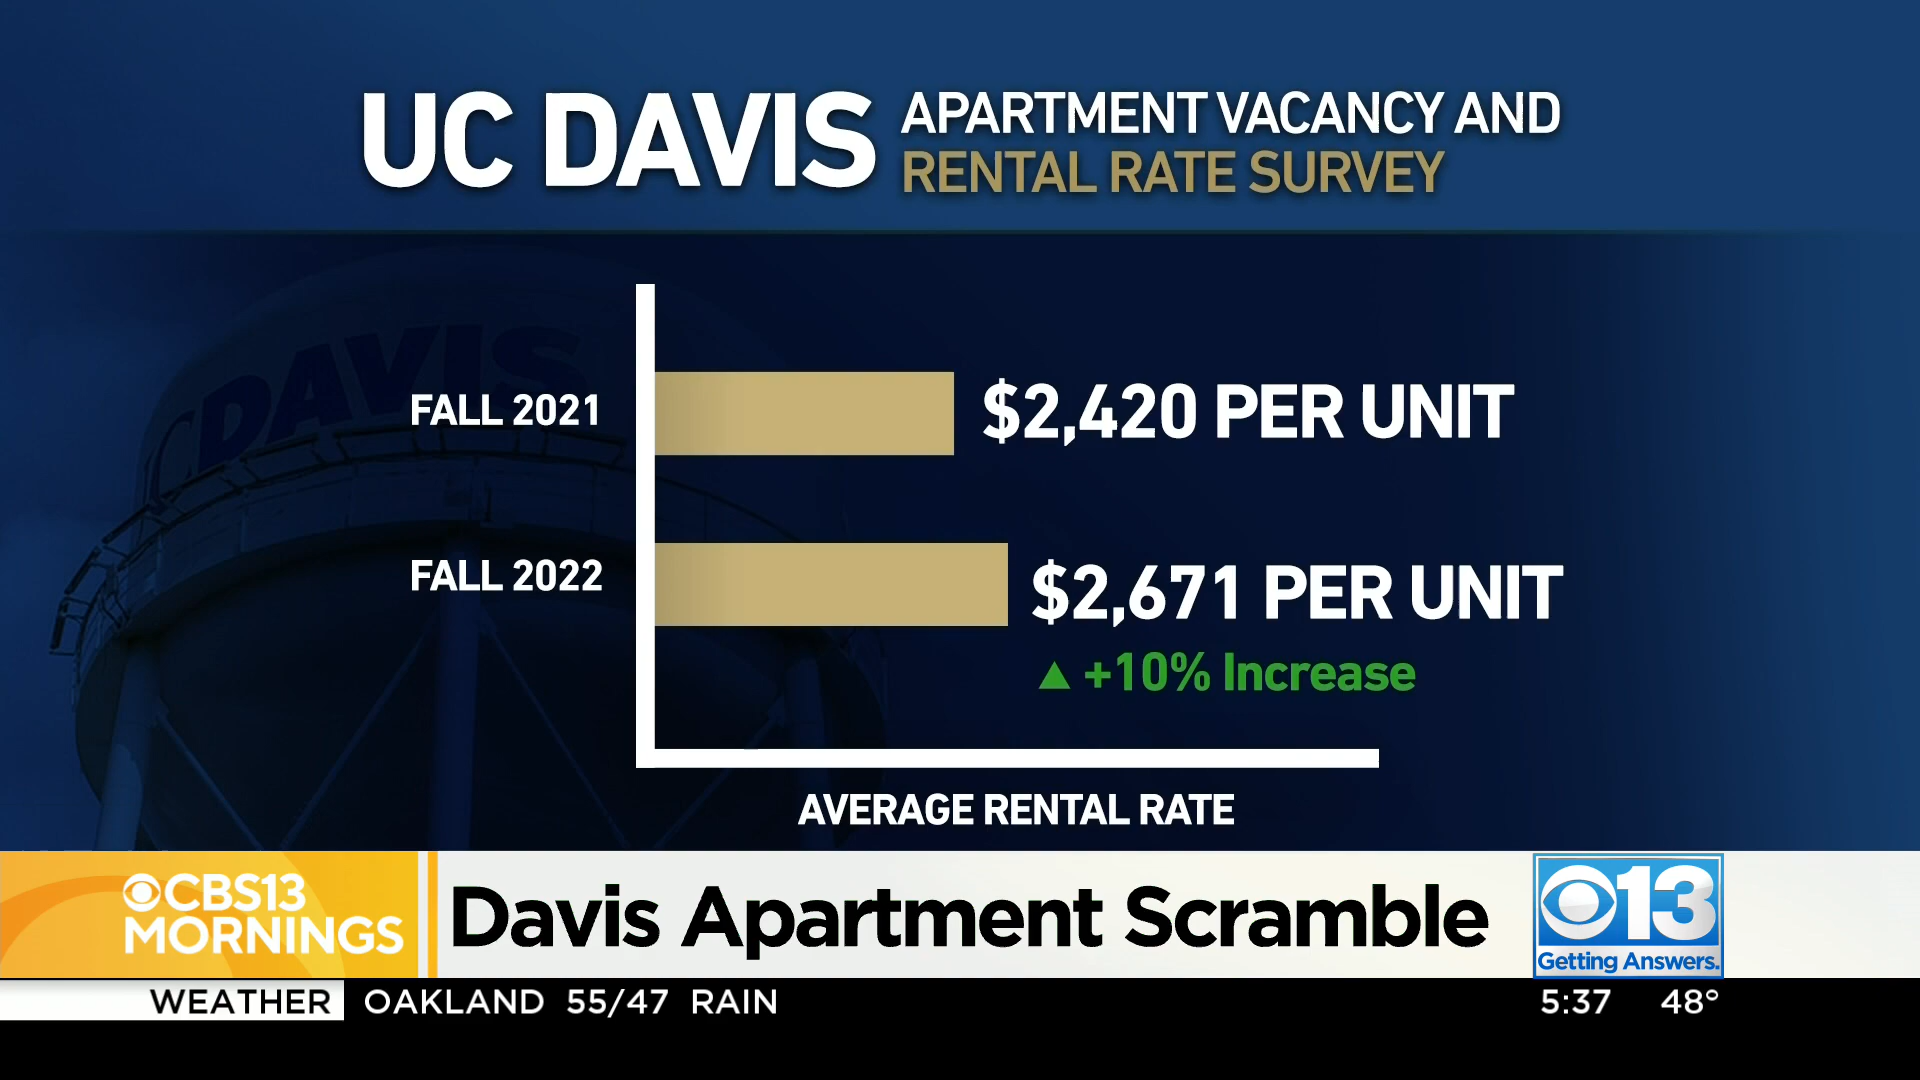 UC DAVIS
APARTMENT VACANCY AND
RENTAL RATE SURVEY
DAVIS
FALL 2021
$2,420 PER UNIT
FALL 2022
$2,671 PER UNIT
▲ +10% Increase
AVERAGE RENTAL RATE
CBS13
MORNINGS
Davis Apartment Scramble
13
Getting Answers.
WEATHER OAKLAND 55/47 RAIN
5:37 48°